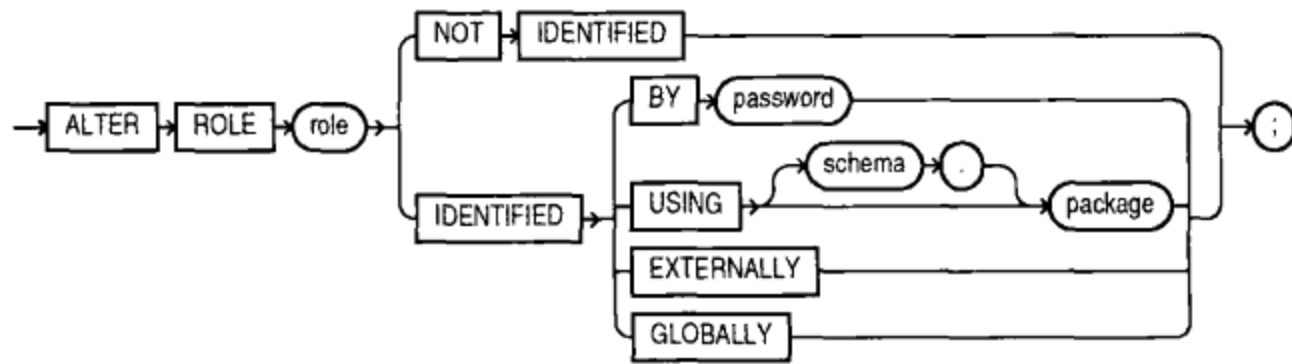 NOT IDENTIFIED
BY password
ALTER ROLE role ;
schema .
IDENTIFIED USING package
EXTERNALLY
GLOBALLY